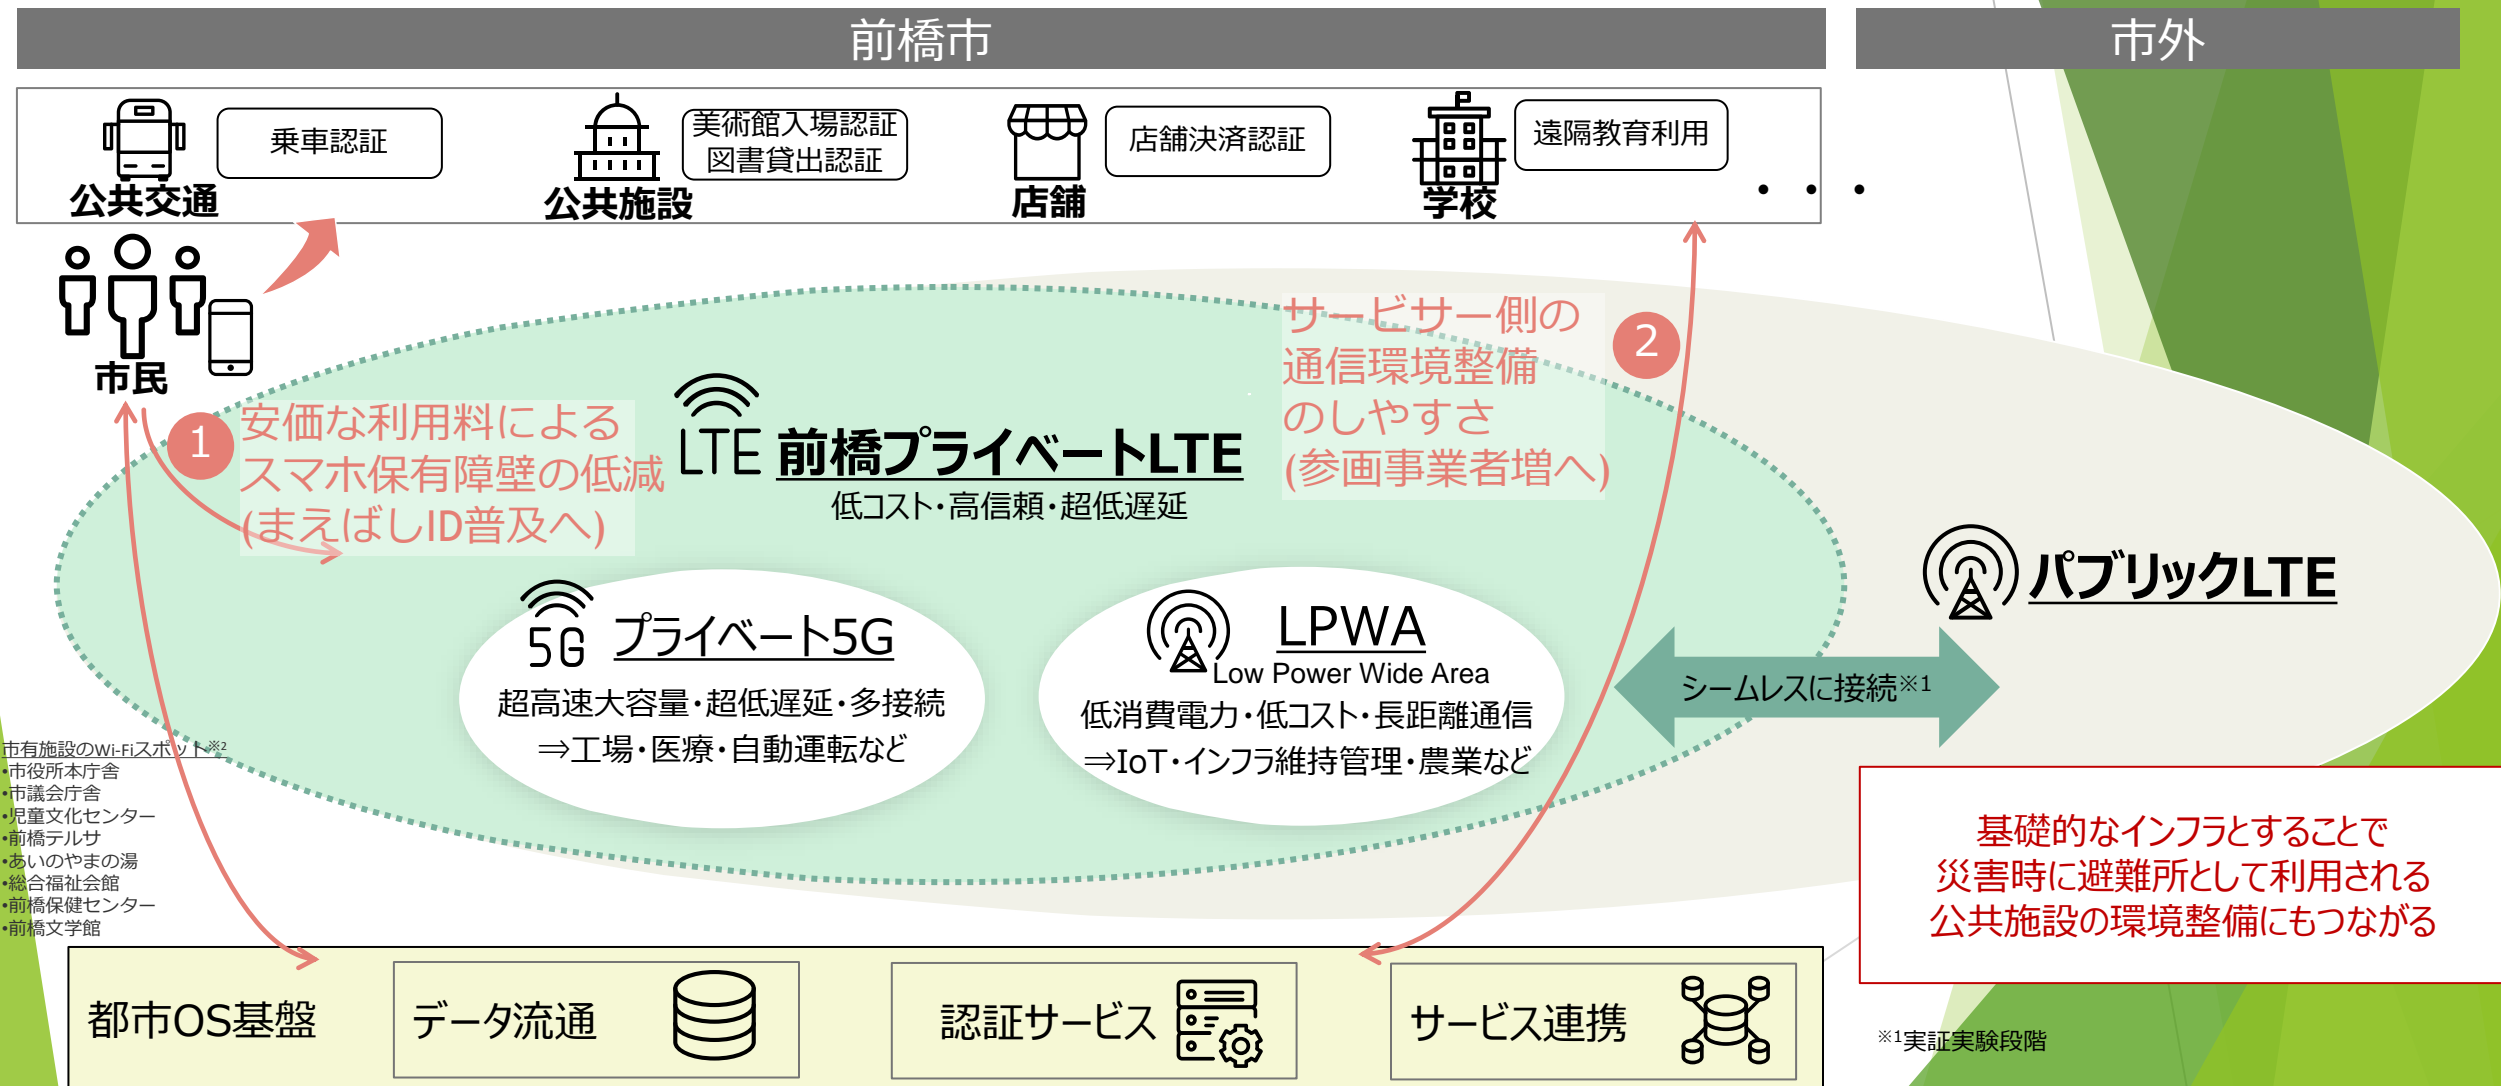 前橋市
市外
乗車認証
公共交通
美術館入場認証
図書貸出認証
公共施設
店舗決済認証
店舗
遠隔教育利用
学校
・・・
市民
1
安価な利用料による
スマホ保有障壁の低減
(まえばしID普及へ)
LTE
前橋プライベートLTE
低コスト・高信頼・超低遅延
サービサー側の
通信環境整備
のしやすさ
(参画事業者増へ)
2
5G
プライベート5G
超高速大容量・超低遅延・多接続
⇒工場・医療・自動運転など
LPWA
Low Power Wide Area
低消費電力・低コスト・長距離通信
⇒IoT・インフラ維持管理・農業など
パブリックLTE
シームレスに接続※1
市有施設のWi-Fiスポット※2
•市役所本庁舎
•市議会庁舎
•児童文化センター
•前橋テルサ
•あいのやまの湯
•総合福祉会館
•前橋保健センター
•前橋文学館
基礎的なインフラとすることで
災害時に避難所として利用される
公共施設の環境整備にもつながる
都市OS基盤
データ流通
認証サービス
サービス連携
※1実証実験段階